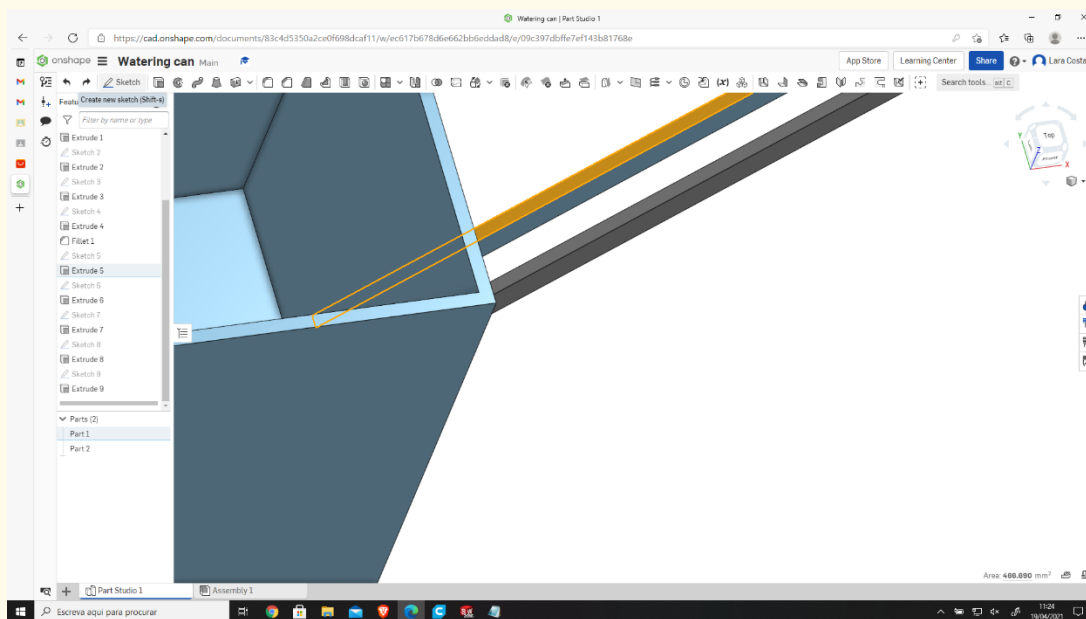 Watering can | Part Studio 1
https://cad.onshape.com/documents/83c4d5350a2ce0f698dcaf11/w/ec617b678d6e662bb6eddad8/e/09c397dbffe7ef143b81768e
onshape Watering can Main App Store Learning Center Share Lara Costa
Sketch Search tools...
Create new sketch (Shift-s)
Filter by name or type
Extrude 1
Sketch 2
Extrude 2
Sketch 3
Extrude 3
Sketch 4
Extrude 4
Fillet 1
Sketch 5
Extrude 5
Sketch 6
Extrude 6
Sketch 7
Extrude 7
Sketch 8
Extrude 8
Sketch 9
Extrude 9
Parts (2)
Part 1
Part 2
Top
Y
Z
X
Area: 466.690 mm²
Part Studio 1 Assembly 1
Escreva aqui para procurar
11:24
19/04/2021